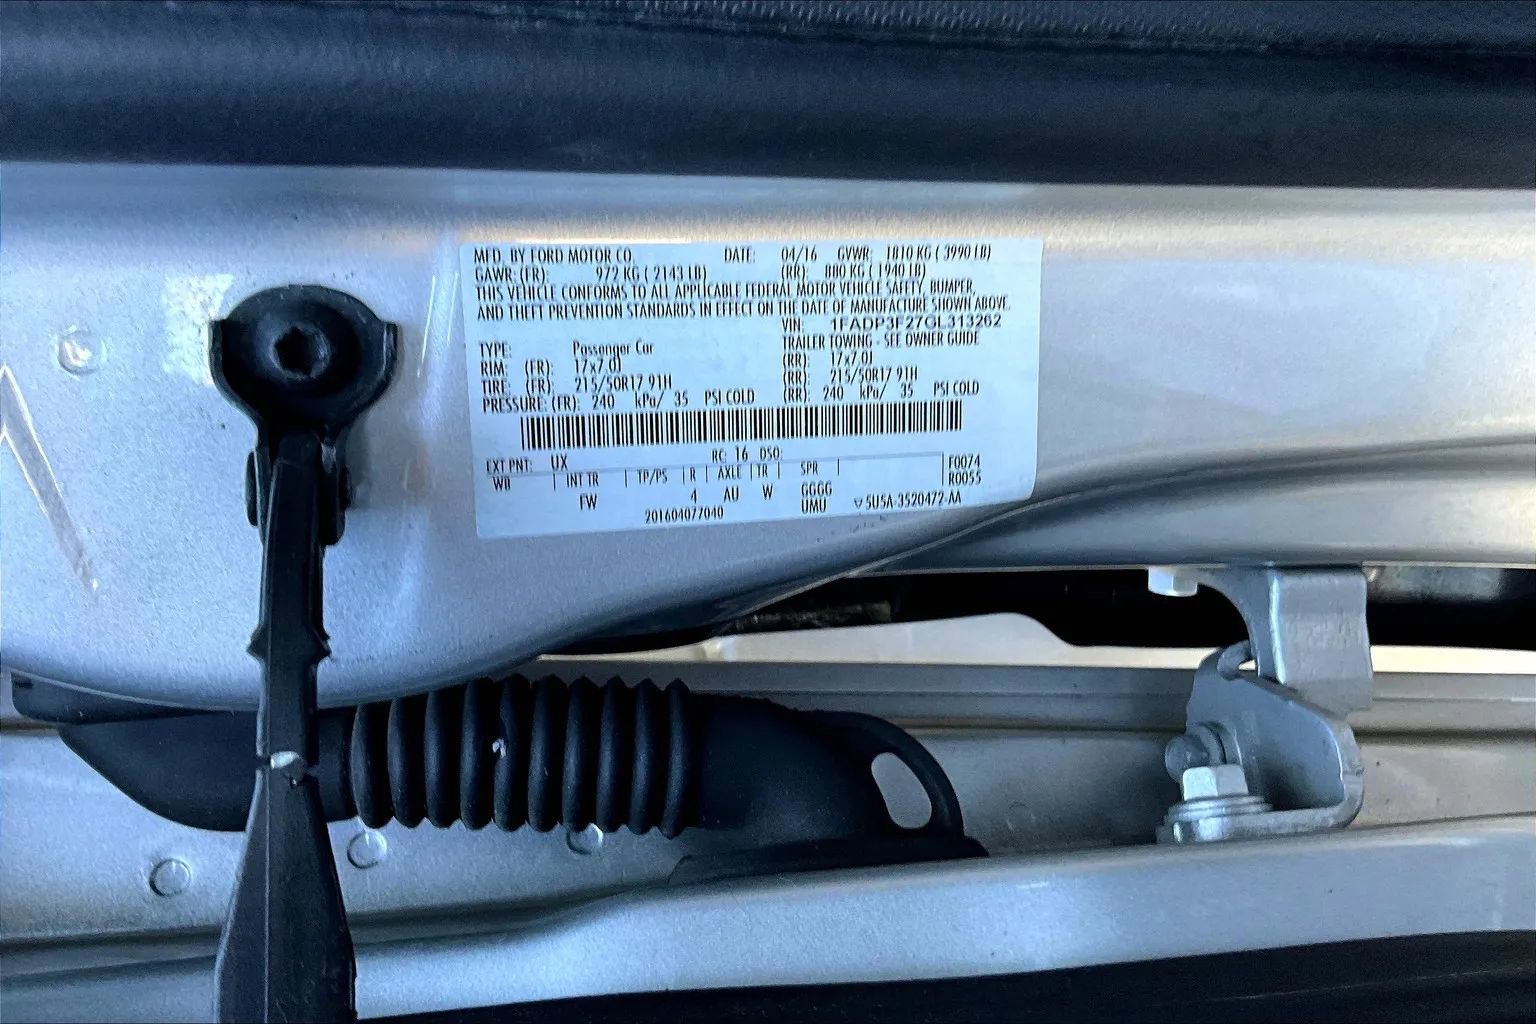 MFD. BY FORD MOTOR CO. DATE: 04/16 GVWR: 1810 KG ( 3990 LB)
GAWR: (FR): 972 KG ( 2143 LB) (RR): 880 KG ( 1940 LB)
THIS VEHICLE CONFORMS TO ALL APPLICABLE FEDERAL MOTOR VEHICLE SAFETY, BUMPER,
AND THEFT PREVENTION STANDARDS IN EFFECT ON THE DATE OF MANUFACTURE SHOWN ABOVE.
VIN: 1FADP3F27GL313262
TYPE: Passenger Car TRAILER TOWING - SEE OWNER GUIDE
RIM: (FR): 17x7.0J (RR): 17x7.0J
TIRE: (FR): 215/50R17 91H (RR): 215/50R17 91H
PRESSURE: (FR): 240 kPa/ 35 PSI COLD (RR): 240 kPa/ 35 PSI COLD
EXT PNT: UX RC: 16 DSO:
WB INT TR TP/PS R AXLE TR SPR F0074
R0055
FW 4 AU W GGGG
UMU
201604077040 ▽5U5A-3520472-AA